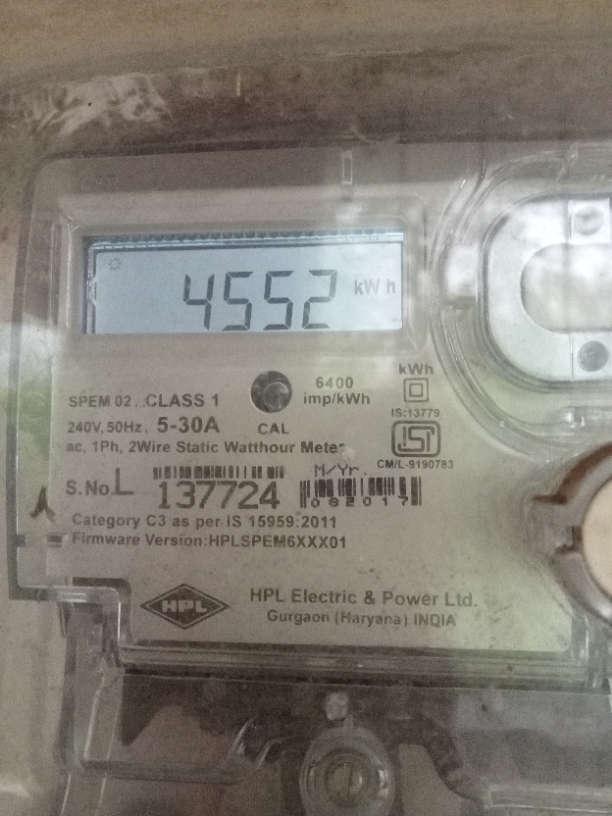 4552 kWh
6400
imp/kWh
kWh
SPEM 02. CLASS 1
CAL
IS:13779
240V, 50Hz, 5-30A
ac, 1Ph, 2Wire Static Watthour Meter
ISI
CM/L-9190783
M/Yr.
S.No. L 137724
082017
Category C3 as per IS 15959:2011
Firmware Version:HPLSPEM6XXX01
HPL
HPL Electric & Power Ltd.
Gurgaon (Haryana) INDIA